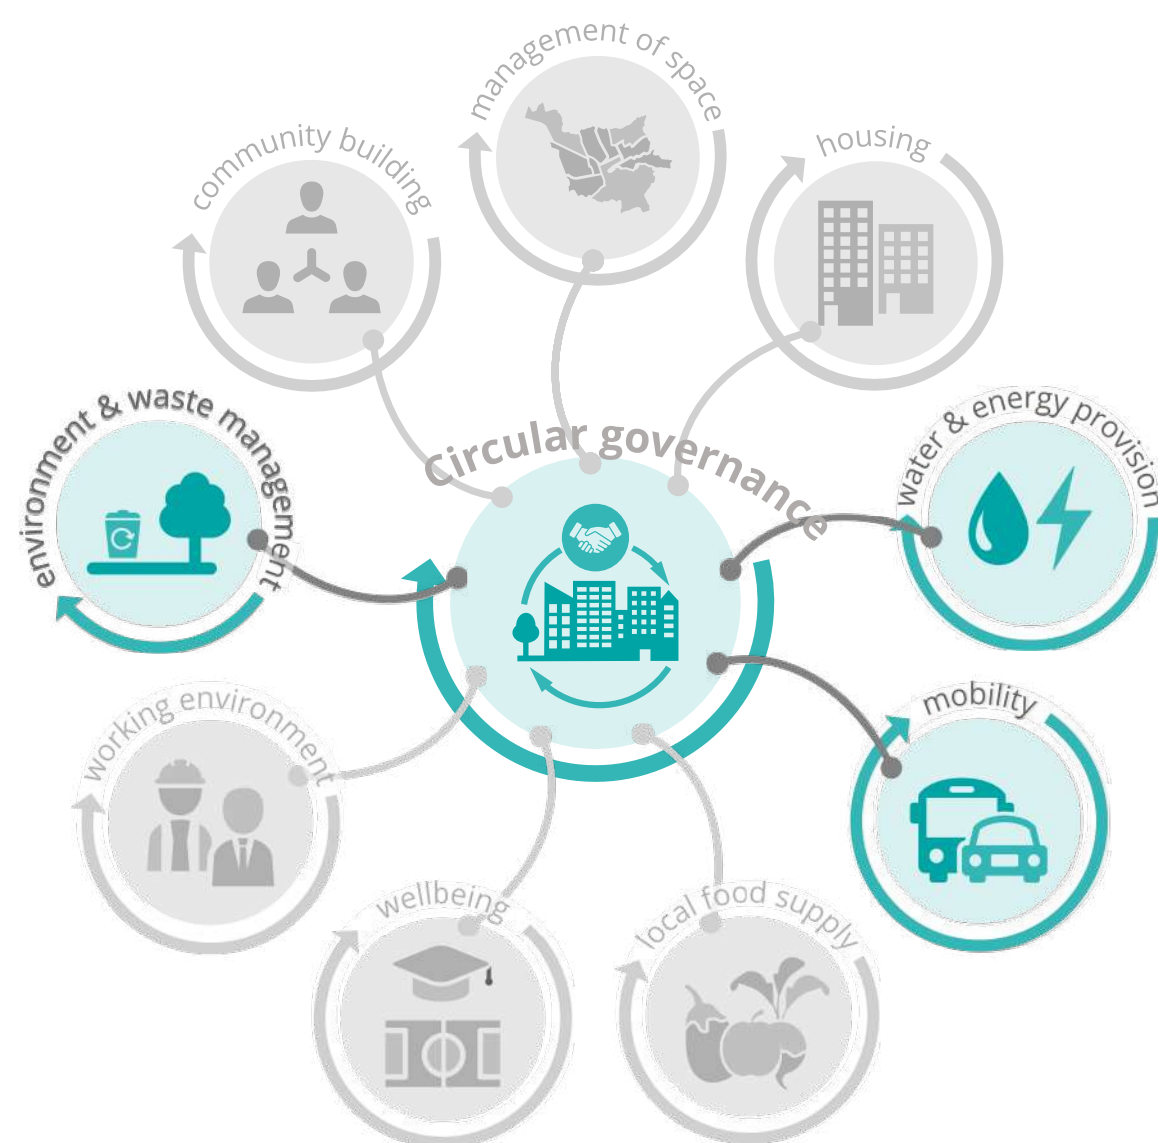 management of space
community building
housing
environment & waste management
Circular governance
water & energy provision
working environment
mobility
wellbeing
local food supply